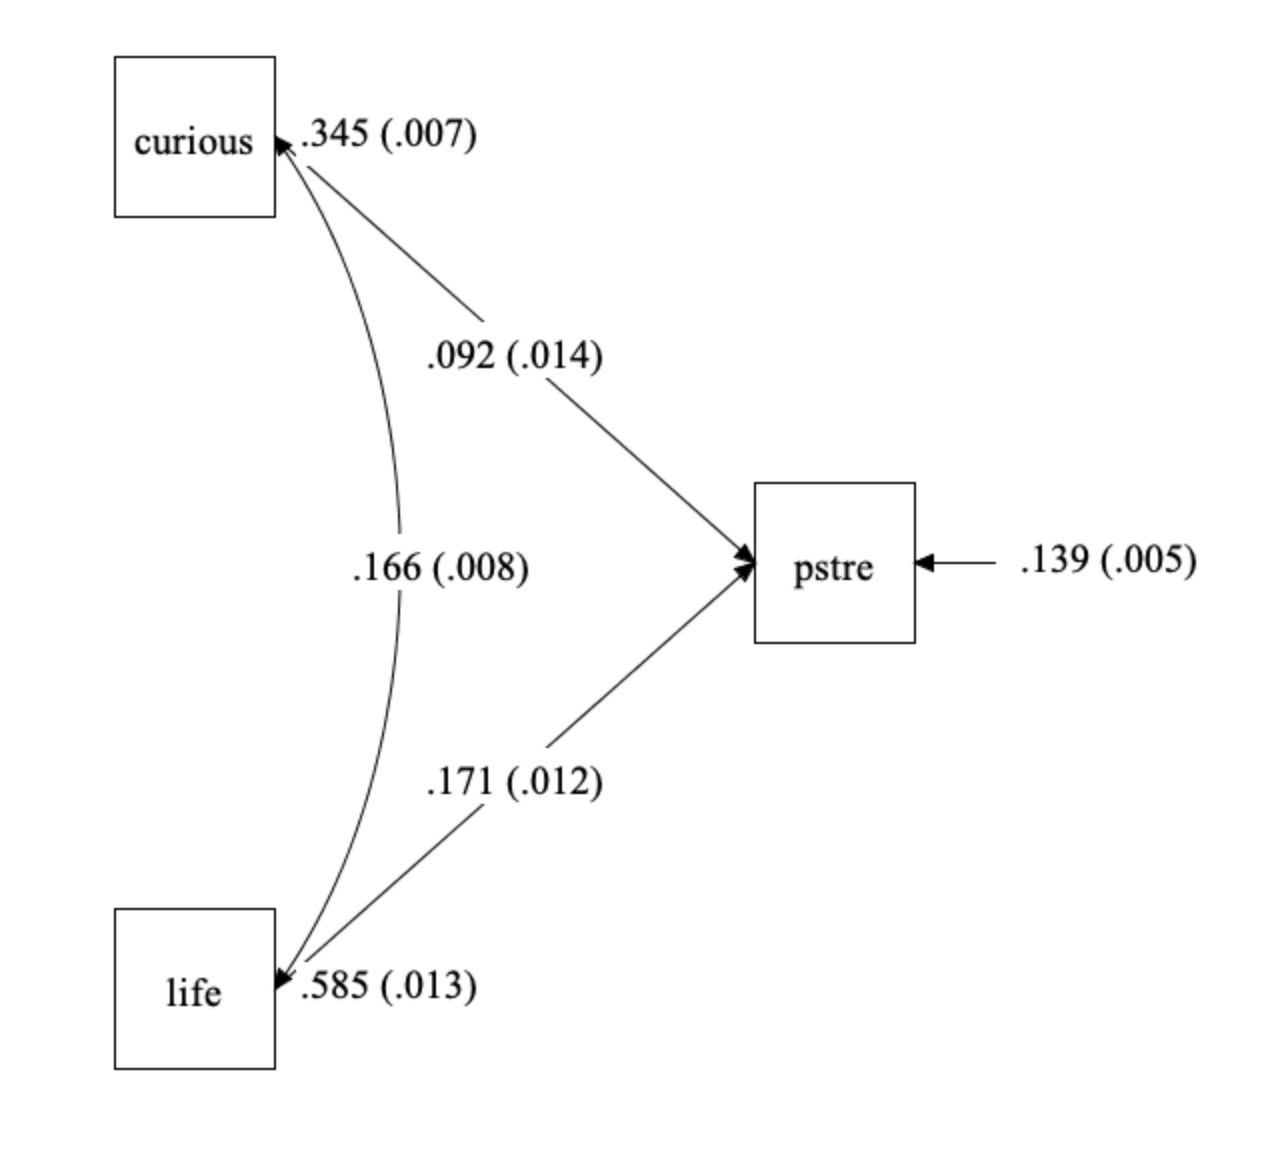 curious
.345 (.007)
.092 (.014)
.166 (.008)
pstre
.139 (.005)
.171 (.012)
life
.585 (.013)